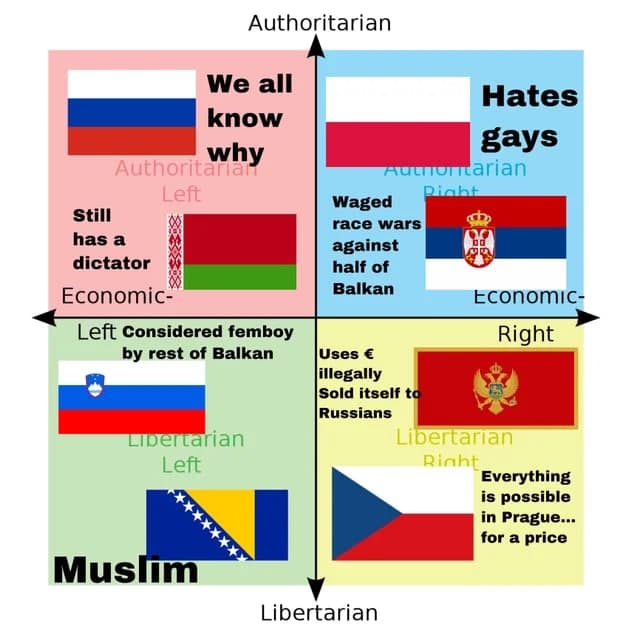 Authoritarian
We all
know
why
Authoritarian
Left
Still
has a
dictator
Economic-
Left
Hates
gays
Authoritarian
Right
Waged
race wars
against
half of
Balkan
Economic-
Right
Considered femboy
by rest of Balkan
Libertarian
Left
Muslim
Uses €
illegally
Sold itself to
Russians
Libertarian
Right
Everything
is possible
in Prague...
for a price
Libertarian